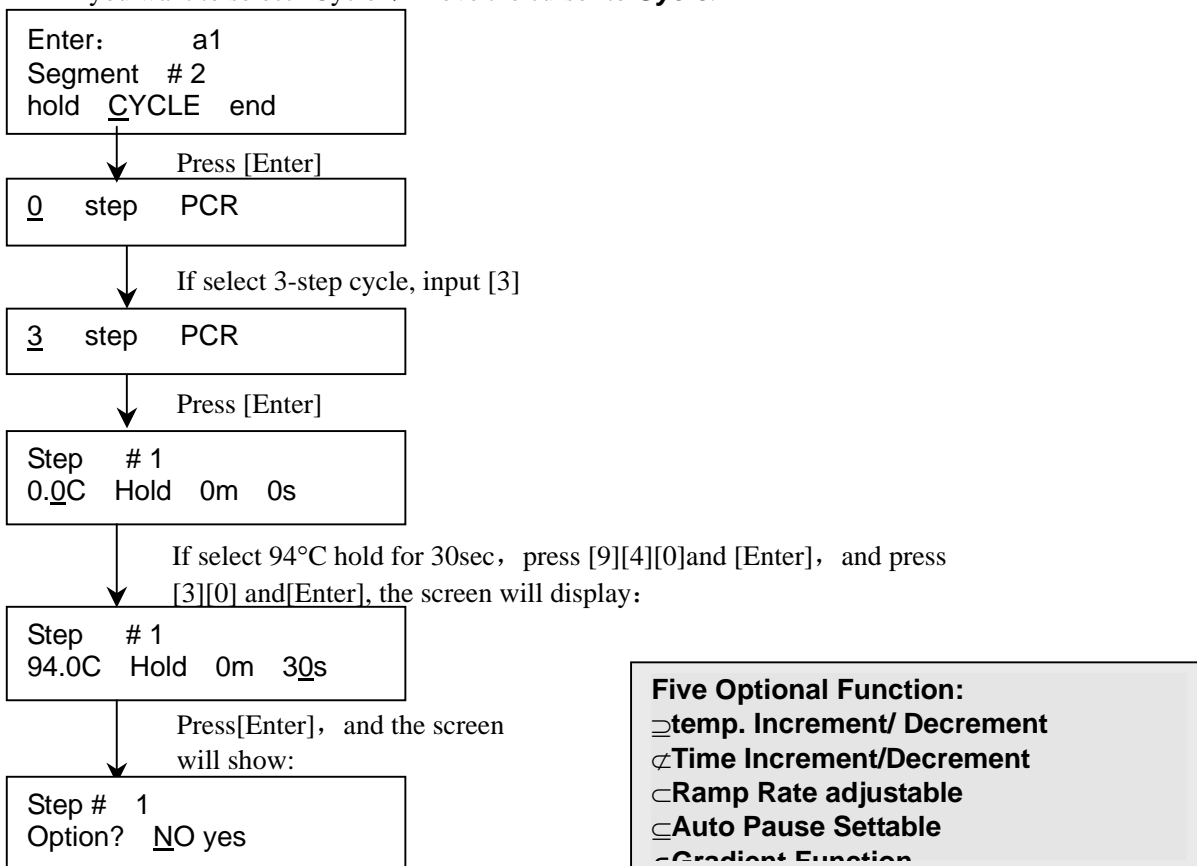 Enter： a1
Segment # 2
hold CYCLE end
Press [Enter]
0 step PCR
If select 3-step cycle, input [3]
3 step PCR
Press [Enter]
Step # 1
0.0C Hold 0m 0s
If select 94°C hold for 30sec，press [9][4][0]and [Enter]，and press
[3][0] and[Enter], the screen will display：
Step # 1
94.0C Hold 0m 30s
Press[Enter]，and the screen
will show:
Step # 1
Option? NO yes
Five Optional Function:
⊇temp. Increment/ Decrement
⊄Time Increment/Decrement
⊂Ramp Rate adjustable
⊆Auto Pause Settable
Gradient Function